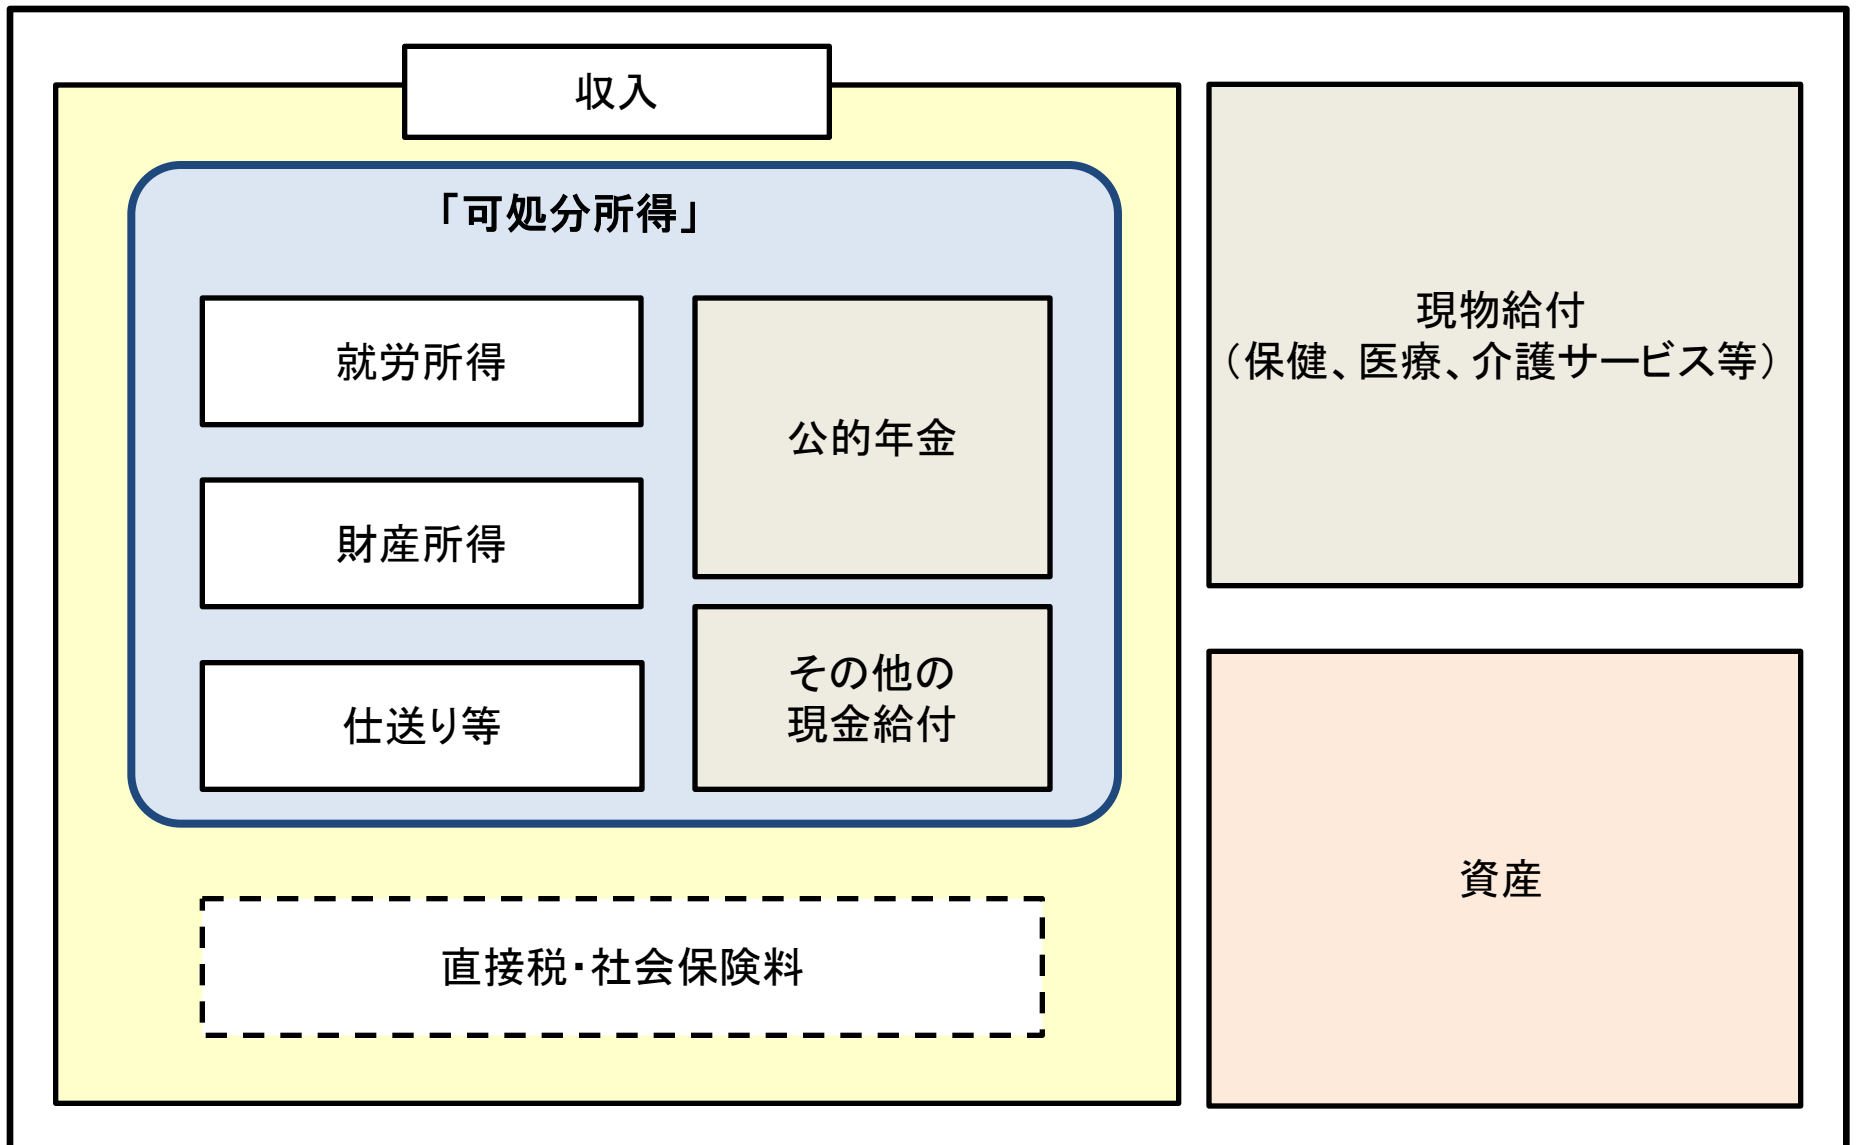 収入
「可処分所得」
就労所得
財産所得
仕送り等
公的年金
その他の
現金給付
直接税・社会保険料
現物給付
（保健、医療、介護サービス等）
資産